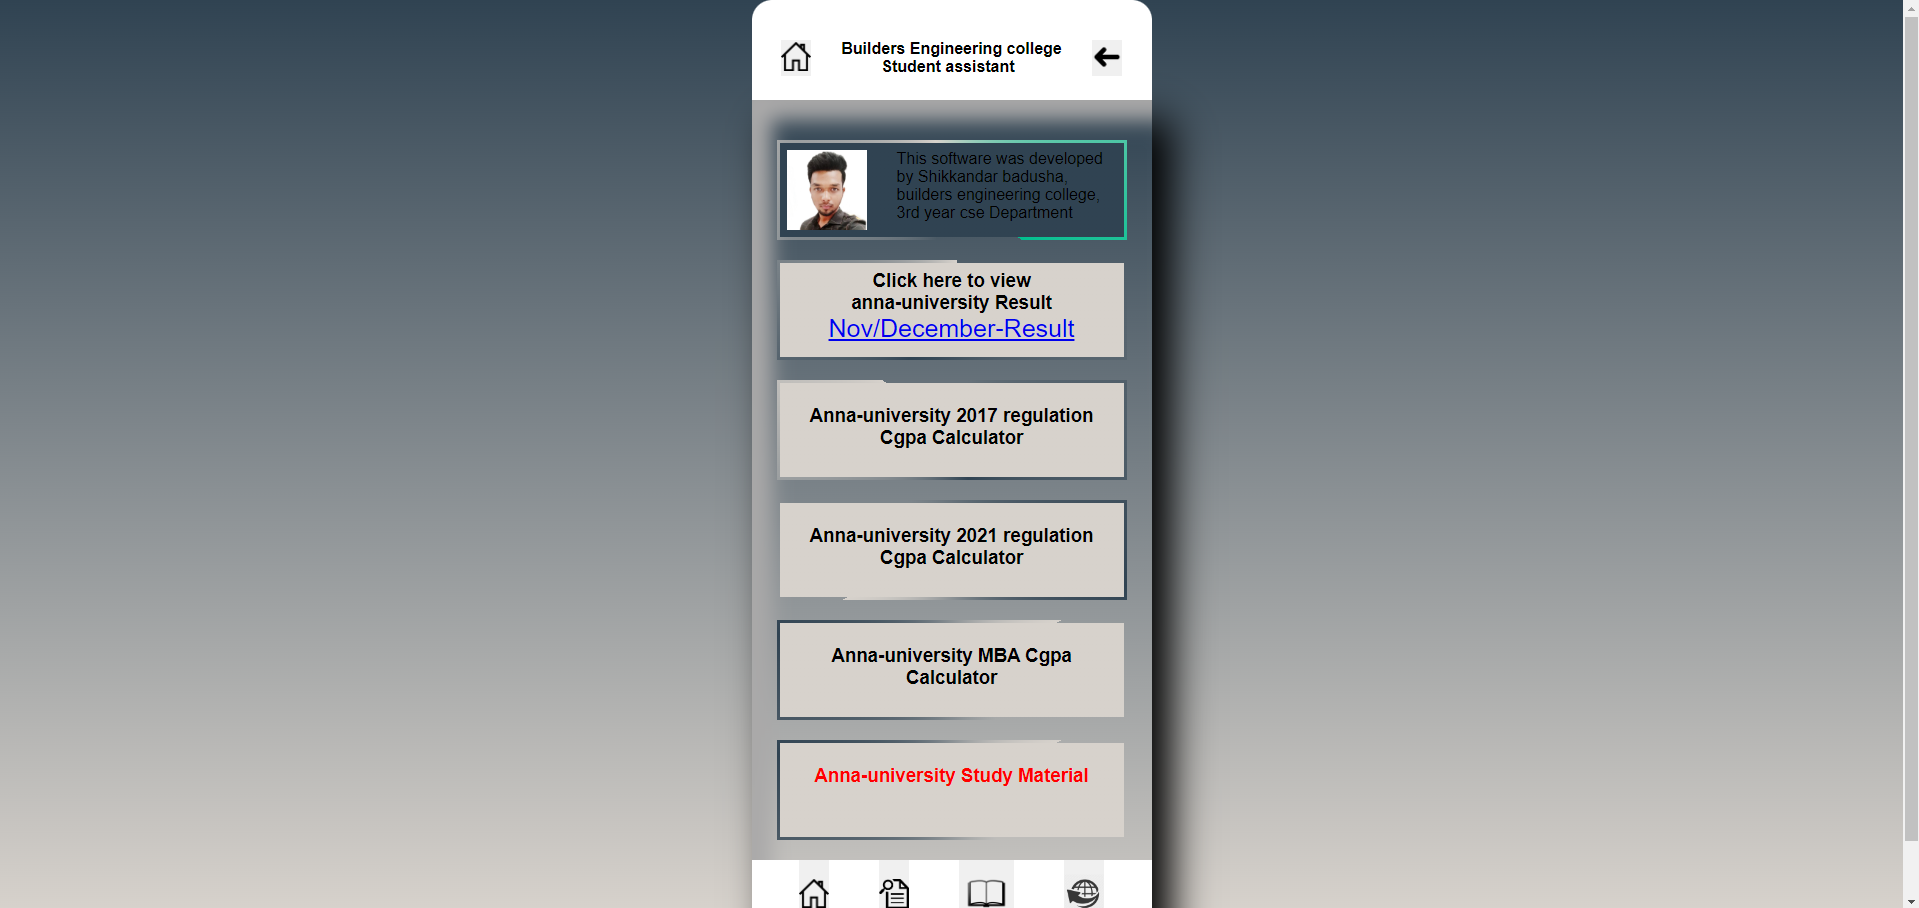 Builders Engineering college
Student assistant
This software was developed
by Shikkandar badusha,
builders engineering college,
3rd year cse Department
Click here to view
anna-university Result
Nov/December-Result
Anna-university 2017 regulation
Cgpa Calculator
Anna-university 2021 regulation
Cgpa Calculator
Anna-university MBA Cgpa
Calculator
Anna-university Study Material